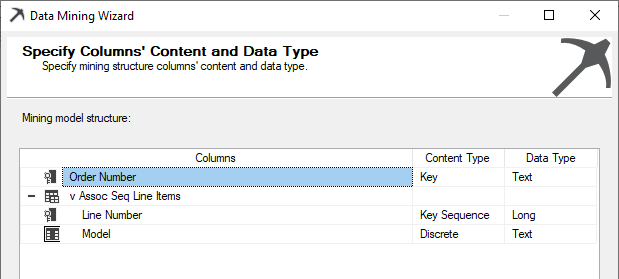 Data Mining Wizard
Specify Columns' Content and Data Type
Specify mining structure columns' content and data type.
Mining model structure:
Columns Content Type Data Type
Order Number Key Text
v Assoc Seq Line Items
Line Number Key Sequence Long
Model Discrete Text